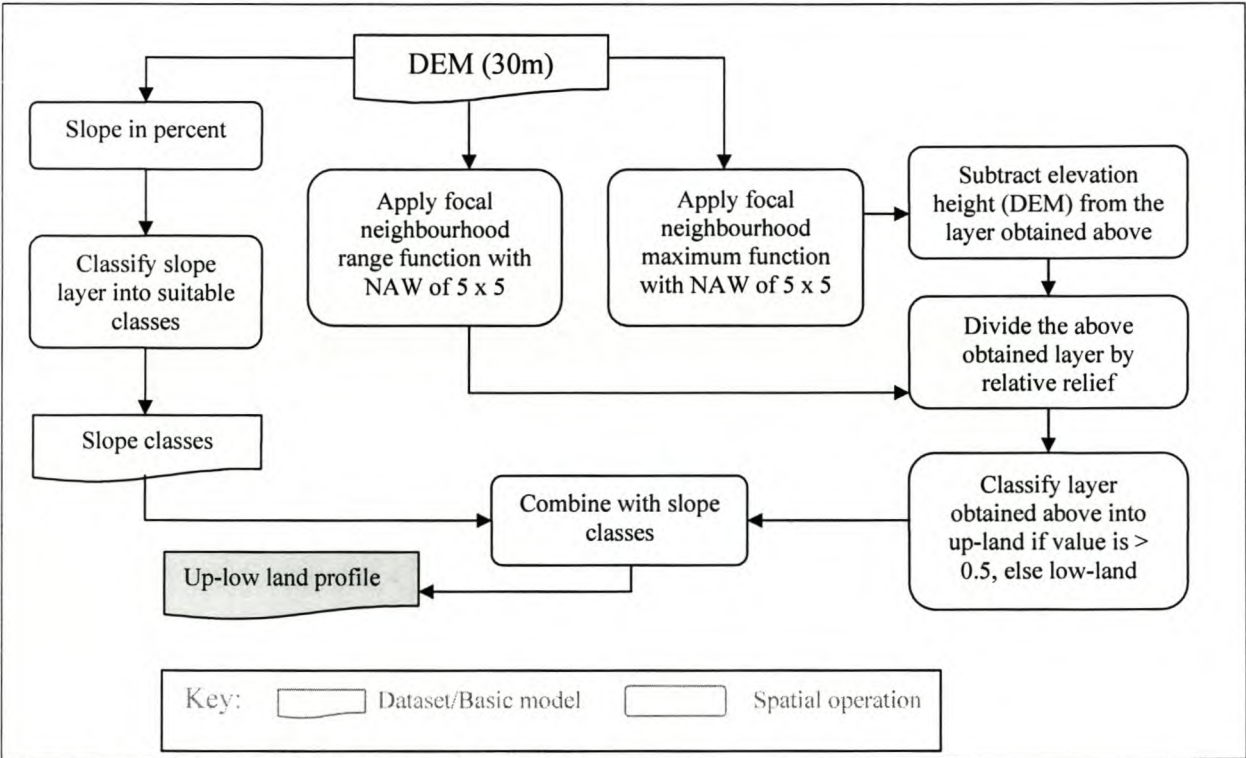 DEM (30m)
Slope in percent
Classify slope
layer into suitable
classes
Slope classes
Apply focal
neighbourhood
range function with
NAW of 5 x 5
Apply focal
neighbourhood
maximum function
with NAW of 5 x 5
Subtract elevation
height (DEM) from the
layer obtained above
Divide the above
obtained layer by
relative relief
Classify layer
obtained above into
up-land if value is >
0.5, else low-land
Combine with slope
classes
Up-low land profile
Key: Dataset/Basic model Spatial operation